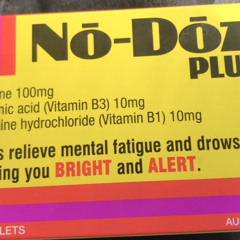 Nō-Dōz
PLU
ne 100mg
nic acid (Vitamin B3) 10mg
ine hydrochloride (Vitamin B1) 10mg
s relieve mental fatigue and drows
ing you BRIGHT and ALERT.
LETS
AU